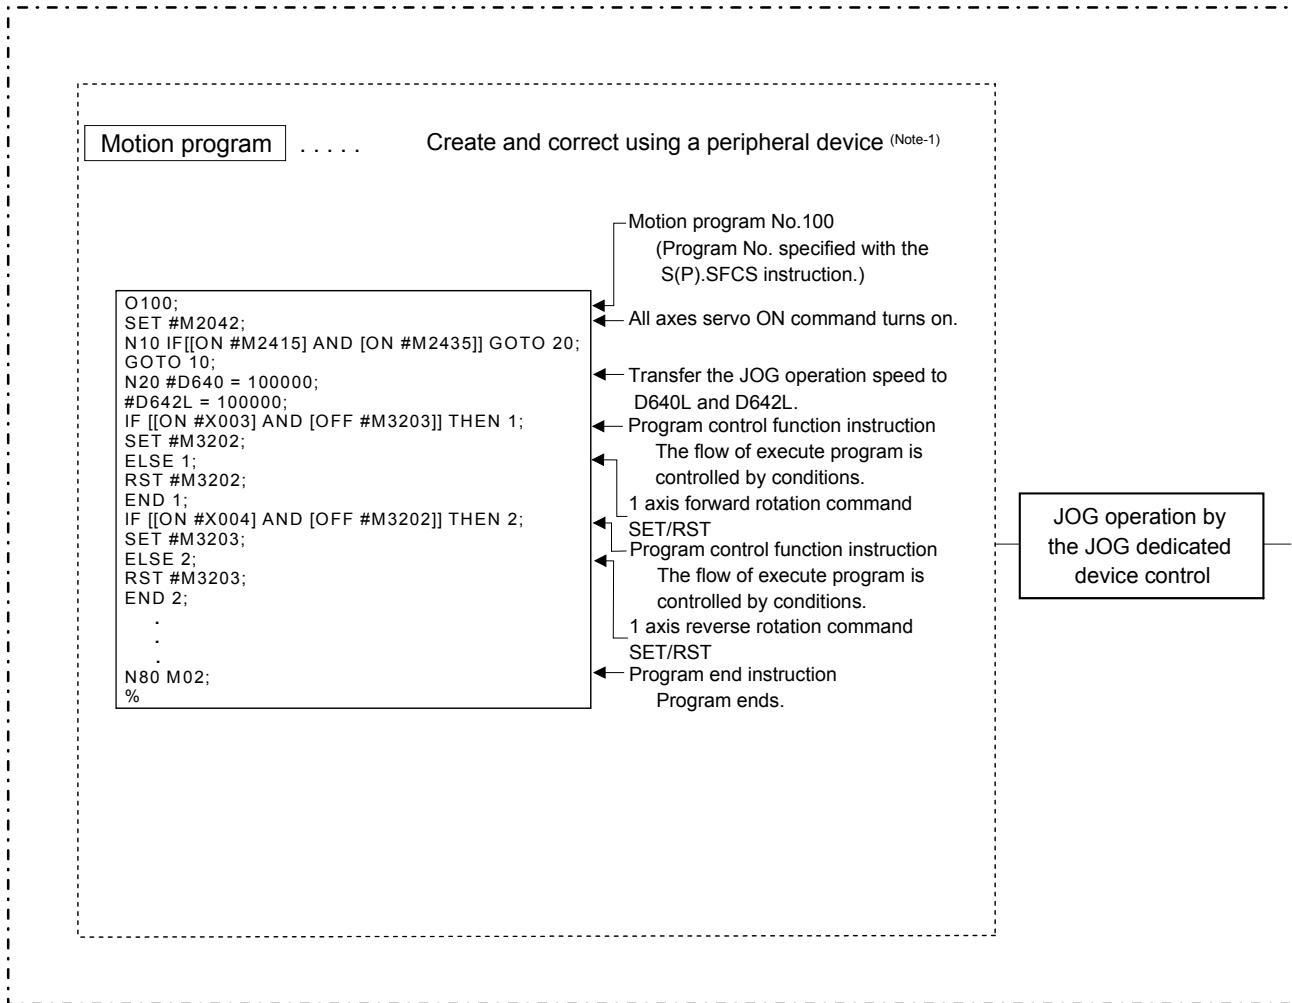 Motion program . . . . . Create and correct using a peripheral device (Note-1)
O100;
SET #M2042;
N10 IF[[ON #M2415] AND [ON #M2435]] GOTO 20;
GOTO 10;
N20 #D640 = 100000;
#D642L = 100000;
IF [[ON #X003] AND [OFF #M3203]] THEN 1;
SET #M3202;
ELSE 1;
RST #M3202;
END 1;
IF [[ON #X004] AND [OFF #M3202]] THEN 2;
SET #M3203;
ELSE 2;
RST #M3203;
END 2;
.
.
.
N80 M02;
%
Motion program No.100
(Program No. specified with the
S(P).SFCS instruction.)
All axes servo ON command turns on.
Transfer the JOG operation speed to
D640L and D642L.
Program control function instruction
The flow of execute program is
controlled by conditions.
1 axis forward rotation command
SET/RST
Program control function instruction
The flow of execute program is
controlled by conditions.
1 axis reverse rotation command
SET/RST
Program end instruction
Program ends.
JOG operation by
the JOG dedicated
device control